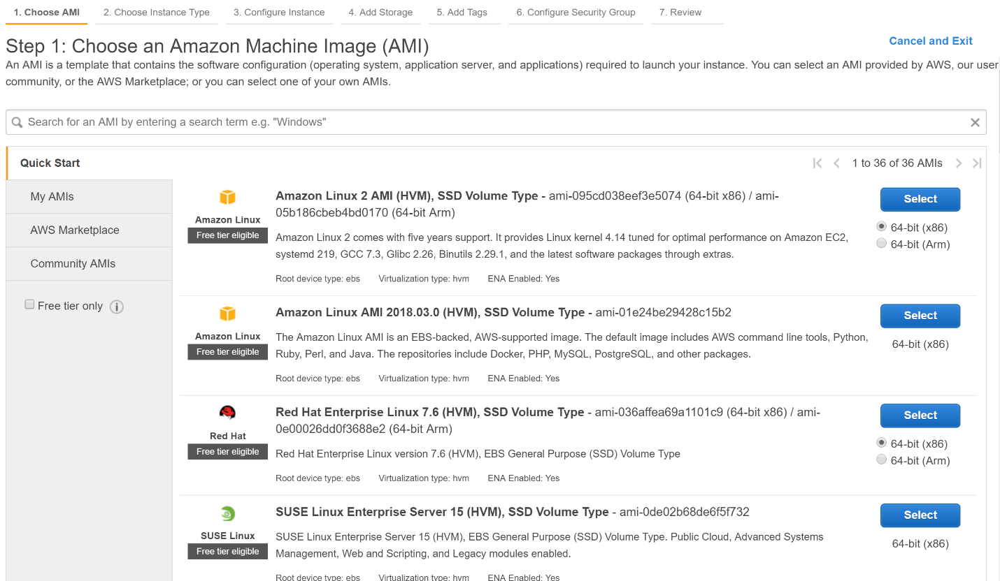 1. Choose AMI 2. Choose Instance Type 3. Configure Instance 4. Add Storage 5. Add Tags 6. Configure Security Group 7. Review
Step 1: Choose an Amazon Machine Image (AMI)
Cancel and Exit
An AMI is a template that contains the software configuration (operating system, application server, and applications) required to launch your instance. You can select an AMI provided by AWS, our user
community, or the AWS Marketplace; or you can select one of your own AMIs.
Search for an AMI by entering a search term e.g. "Windows"
Quick Start
1 to 36 of 36 AMIs
My AMIs
AWS Marketplace
Community AMIs
Free tier only
Amazon Linux
Free tier eligible
Amazon Linux 2 AMI (HVM), SSD Volume Type - ami-095cd038eef3e5074 (64-bit x86) / ami-
05b186cbeb4bd0170 (64-bit Arm)
Amazon Linux 2 comes with five years support. It provides Linux kernel 4.14 tuned for optimal performance on Amazon EC2,
systemd 219, GCC 7.3, Glibc 2.26, Binutils 2.29.1, and the latest software packages through extras.
Root device type: ebs Virtualization type: hvm ENA Enabled: Yes
Select
64-bit (x86)
64-bit (Arm)
Amazon Linux
Free tier eligible
Amazon Linux AMI 2018.03.0 (HVM), SSD Volume Type - ami-01e24be29428c15b2
The Amazon Linux AMI is an EBS-backed, AWS-supported image. The default image includes AWS command line tools, Python,
Ruby, Perl, and Java. The repositories include Docker, PHP, MySQL, PostgreSQL, and other packages.
Root device type: ebs Virtualization type: hvm ENA Enabled: Yes
Select
64-bit (x86)
Red Hat
Free tier eligible
Red Hat Enterprise Linux 7.6 (HVM), SSD Volume Type - ami-036affea69a1101c9 (64-bit x86) / ami-
0e00026dd0f3688e2 (64-bit Arm)
Red Hat Enterprise Linux version 7.6 (HVM), EBS General Purpose (SSD) Volume Type
Root device type: ebs Virtualization type: hvm ENA Enabled: Yes
Select
64-bit (x86)
64-bit (Arm)
SUSE Linux
Free tier eligible
SUSE Linux Enterprise Server 15 (HVM), SSD Volume Type - ami-0de02b68de6f5f732
SUSE Linux Enterprise Server 15 (HVM), EBS General Purpose (SSD) Volume Type. Public Cloud, Advanced Systems
Management, Web and Scripting, and Legacy modules enabled.
Root device type: ebs Virtualization type: hvm ENA Enabled: Yes
Select
64-bit (x86)